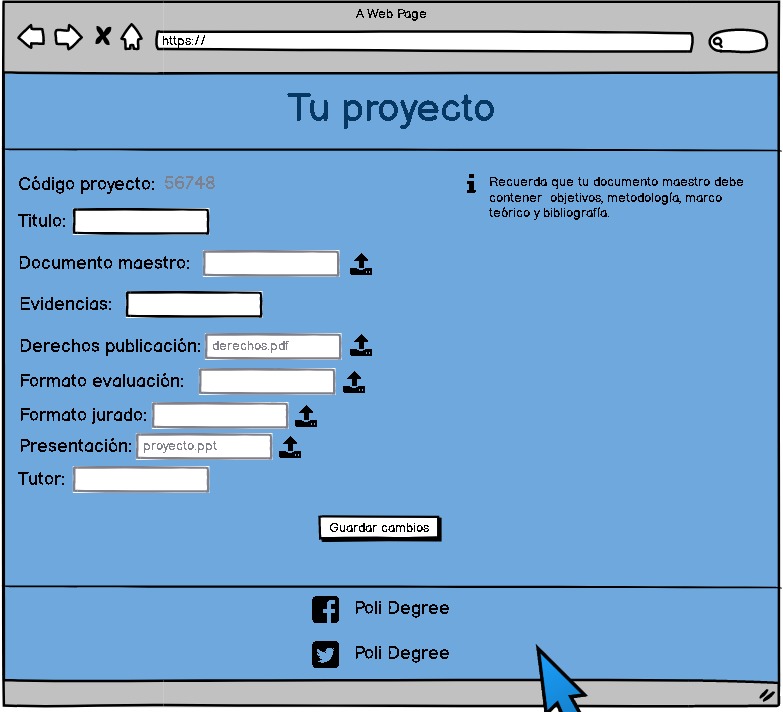 A Web Page
https://
Tu proyecto
Código proyecto: 56748
Recuerda que tu documento maestro debe
contener objetivos, metodología, marco
teórico y bibliografía.
Titulo:
Documento maestro:
Evidencias:
Derechos publicación: derechos.pdf
Formato evaluación:
Formato jurado:
Presentación: proyecto.ppt
Tutor:
Guardar cambios
Poli Degree
Poli Degree